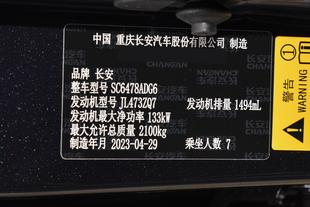 中国 重庆长安汽车股份有限公司 制造
品牌 长安
整车型号 SC6478ADG6
发动机型号 JL473ZQ7 发动机排量 1494mL
发动机最大净功率 133kW
最大允许总质量 2100kg
制造年月 2023-04-29 乘坐人数 7
警告
WARNING